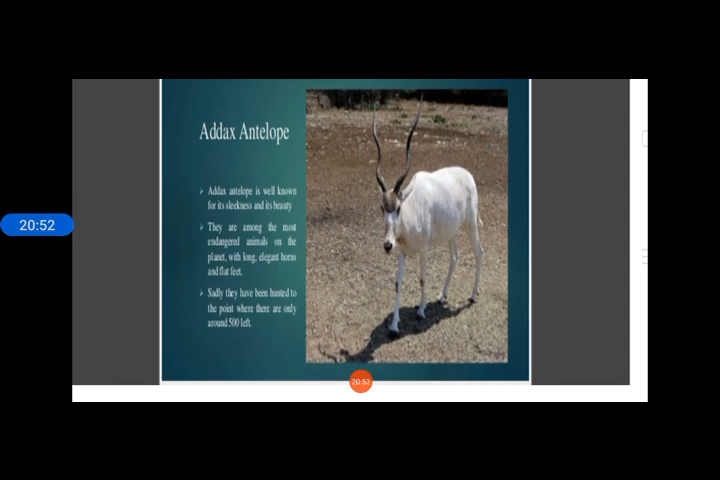 20:52
Addax Antelope
➢ Addax antelope is well known
for its sleekness and its beauty
➢ They are among the most
endangered animals on the
planet, with long, elegant horns
and flat feet.
➢ Sadly they have been hunted to
the point where there are only
around 500 left.
20:52